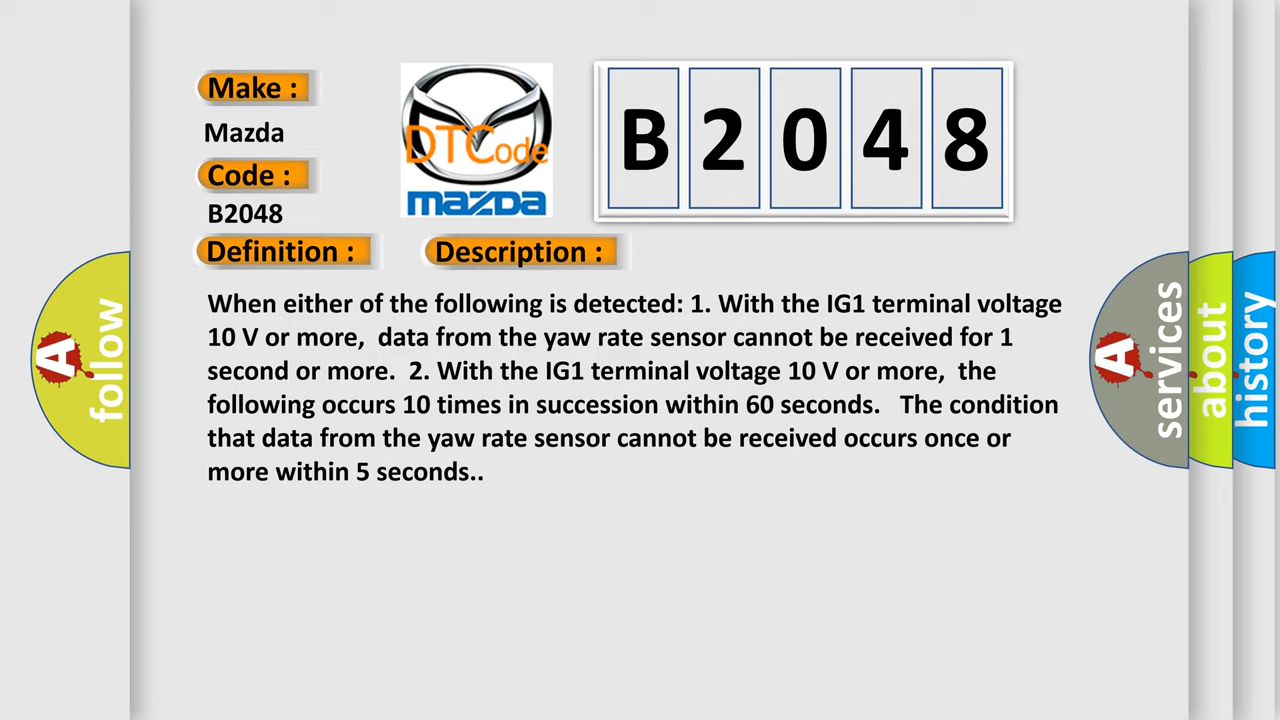 Make :
Mazda
Code :
B2048
Definition :
Description :
DTCode
mazda
B 2 0 4 8
When either of the following is detected: 1. With the IG1 terminal voltage
10 V or more,  data from the yaw rate sensor cannot be received for 1
second or more.  2. With the IG1 terminal voltage 10 V or more,  the
following occurs 10 times in succession within 60 seconds.   The condition
that data from the yaw rate sensor cannot be received occurs once or
more within 5 seconds..
A
follow
A
services
about
history